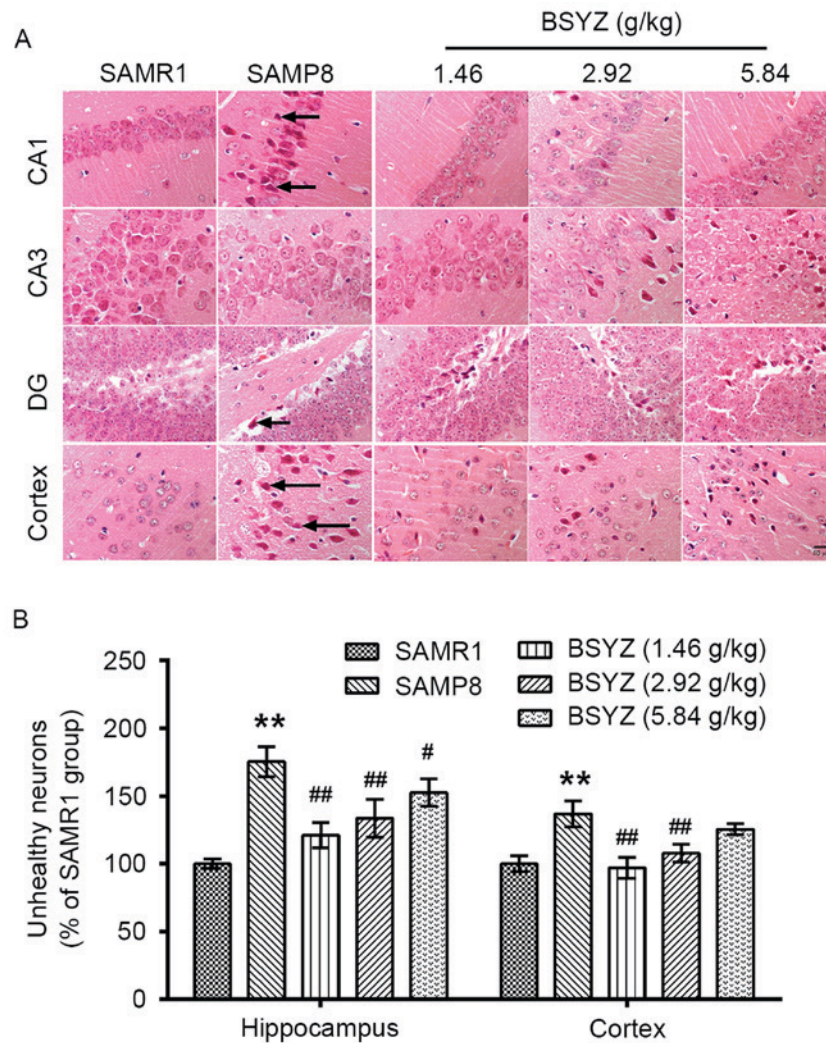 A
BSYZ (g/kg)
SAMR1 SAMP8 1.46 2.92 5.84
CA1
CA3
DG
Cortex
B
Unhealthy neurons
(% of SAMR1 group)
250
200
150
100
50
0
SAMR1
SAMP8
BSYZ (1.46 g/kg)
BSYZ (2.92 g/kg)
BSYZ (5.84 g/kg)
** ## ## #
** ## ##
Hippocampus Cortex